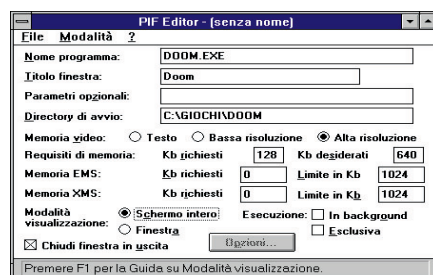 PIF Editor - (senza nome)
File Modalità ?
Nome programma: DOOM.EXE
Titolo finestra: Doom
Parametri opzionali:
Directory di avvio: C:\GIOCHI\DOOM
Memoria video: Testo Bassa risoluzione Alta risoluzione
Requisiti di memoria: Kb richiesti 128 Kb desiderati 640
Memoria EMS: Kb richiesti 0 Limite in Kb 1024
Memoria XMS: Kb richiesti 0 Limite in Kb 1024
Modalità visualizzazione: Schermo intero Esecuzione: In background
Finestra Esclusiva
Chiudi finestra in uscita Opzioni...
Premere F1 per la Guida su Modalità visualizzazione.